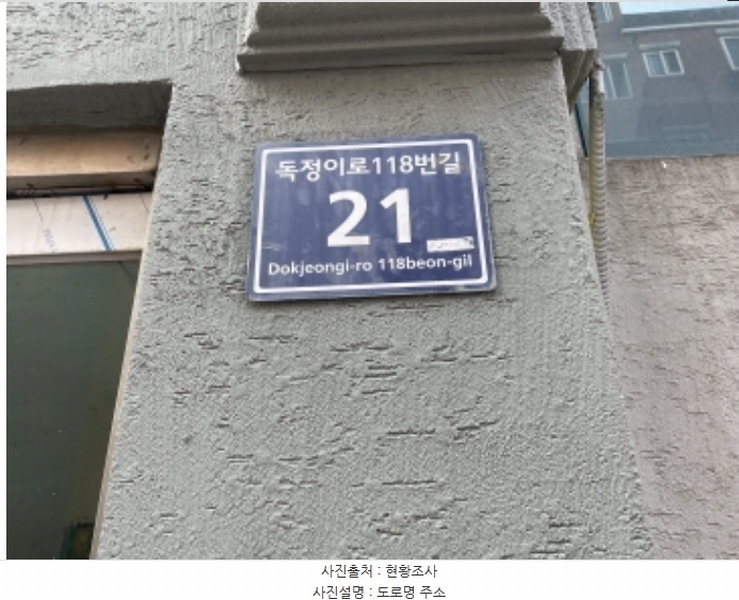 독정이로118번길
21
Dokjeongi-ro 118beon-gil
사진출처 : 현황조사
사진설명 : 도로명 주소